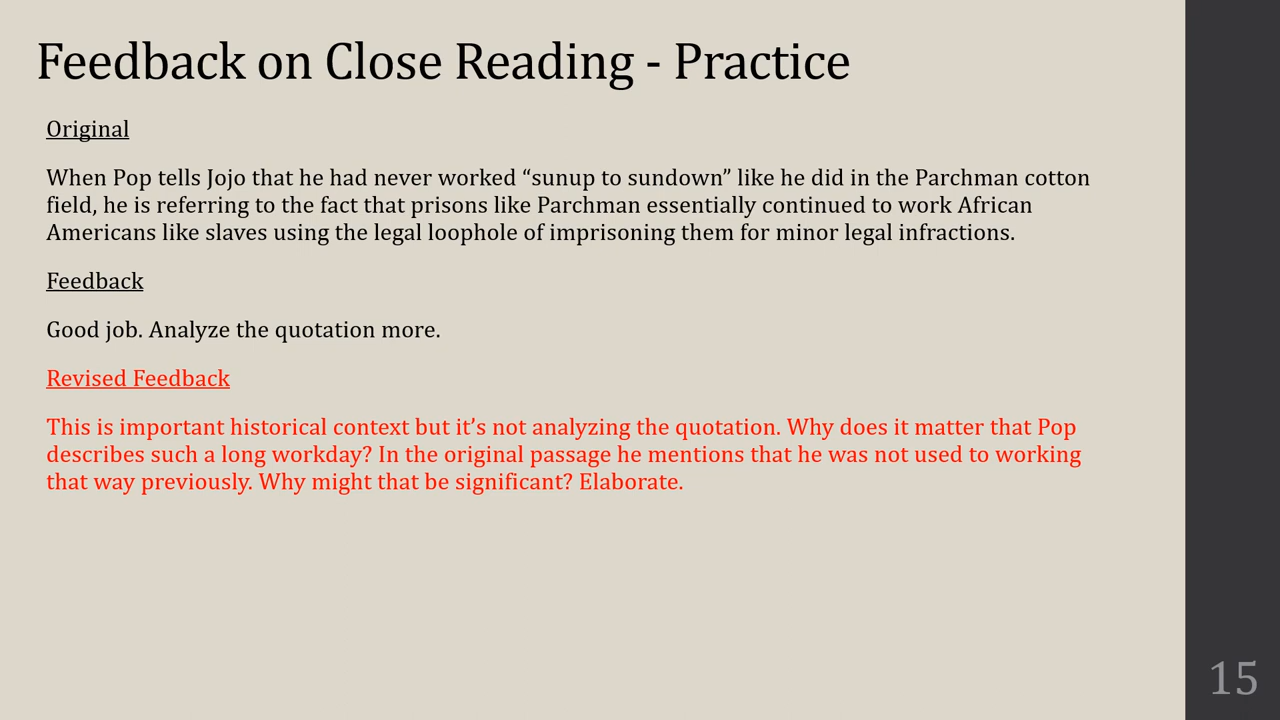 Feedback on Close Reading - Practice
Original
When Pop tells Jojo that he had never worked “sunup to sundown” like he did in the Parchman cotton
field, he is referring to the fact that prisons like Parchman essentially continued to work African
Americans like slaves using the legal loophole of imprisoning them for minor legal infractions.
Feedback
Good job. Analyze the quotation more.
Revised Feedback
This is important historical context but it’s not analyzing the quotation. Why does it matter that Pop
describes such a long workday? In the original passage he mentions that he was not used to working
that way previously. Why might that be significant? Elaborate.
15